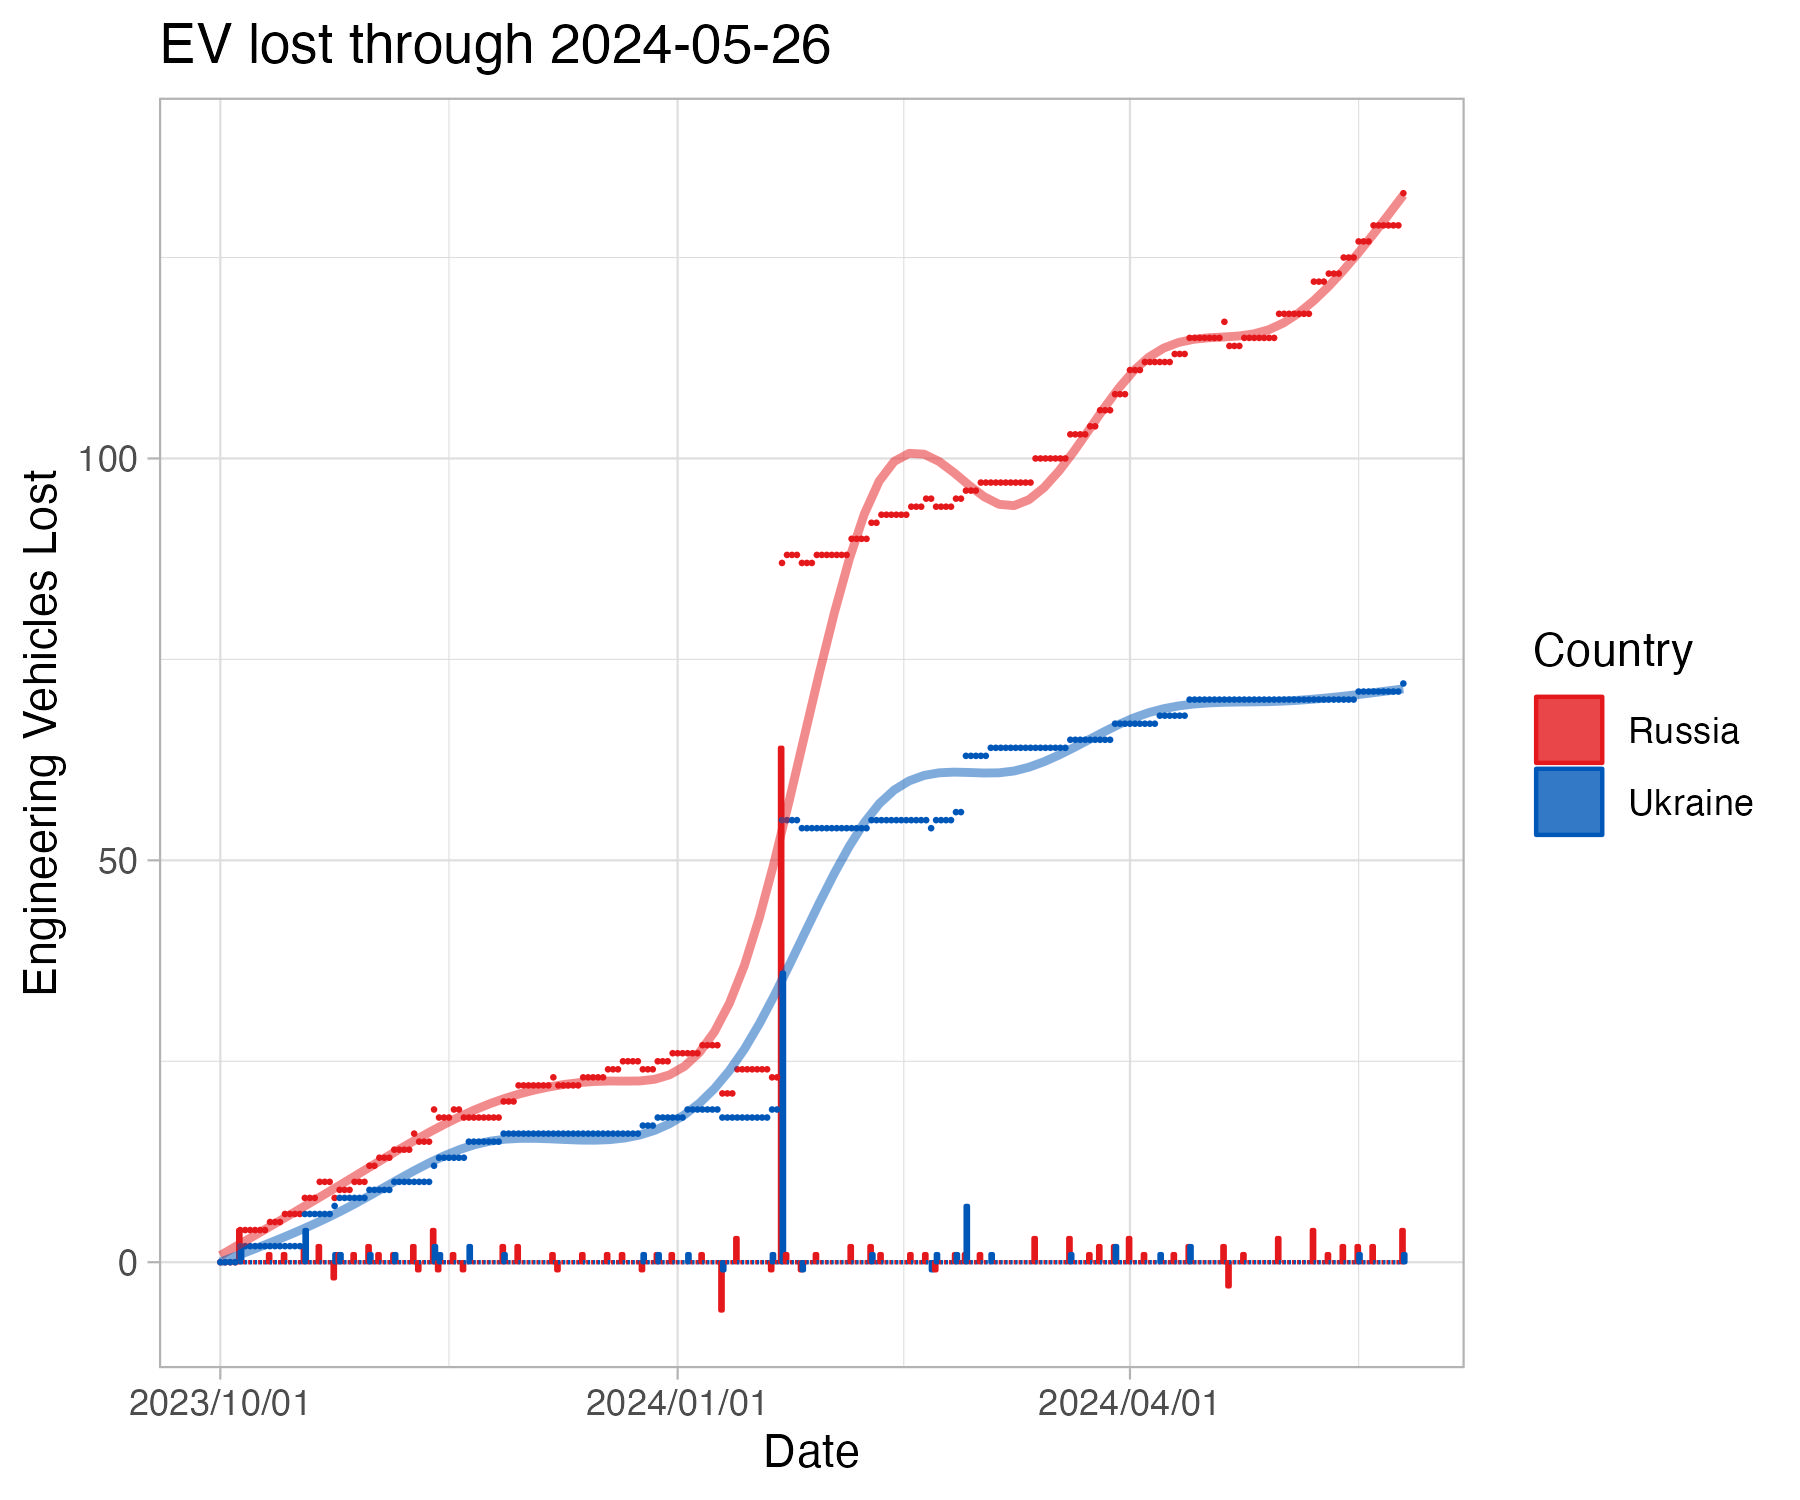 EV lost through 2024-05-26
Engineering Vehicles Lost
100
50
0
2023/10/01
2024/01/01
2024/04/01
Date
Country
Russia
Ukraine